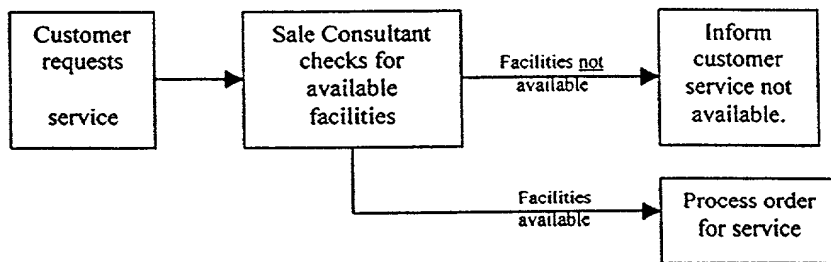 Customer
requests
service
Sale Consultant
checks for
available
facilities
Facilities not
available
Inform
customer
service not
available.
Facilities
available
Process order
for service